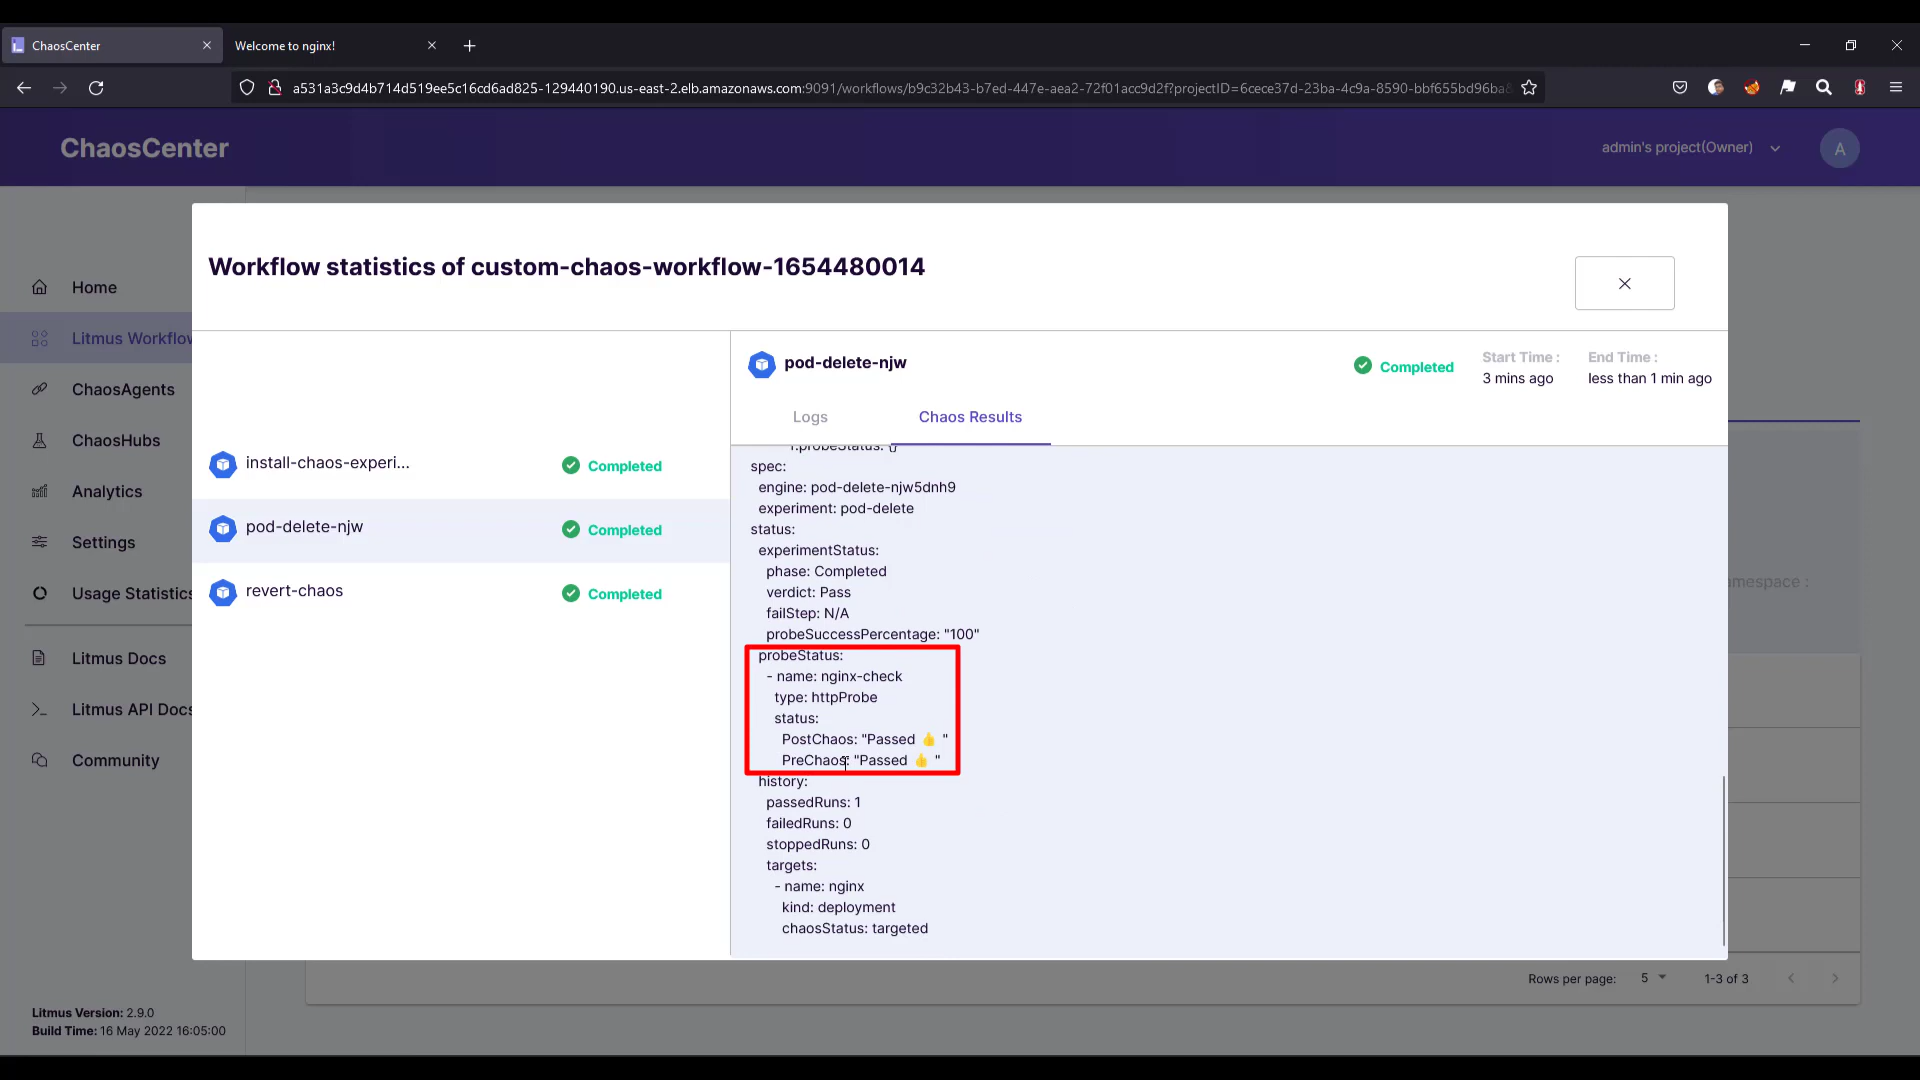 ChaosCenter
Welcome to nginx!
a531a3c9d4b714d519ee5c16cd6ad825-129440190.us-east-2.elb.amazonaws.com:9091/workflows/b9c32b43-b7ed-447e-aea2-72f01acc9d2f?projectID=6cece37d-23ba-4c9a-8590-bbf655bd96ba
ChaosCenter
admin's project(Owner)
A
Workflow statistics of custom-chaos-workflow-1654480014
Home
Litmus Workflow
ChaosAgents
ChaosHubs
Analytics
Settings
Usage Statistics
Litmus Docs
Litmus API Docs
Community
Litmus Version: 2.9.0
Build Time: 16 May 2022 16:05:00
install-chaos-experi...
Completed
pod-delete-njw
Completed
revert-chaos
Completed
pod-delete-njw
Completed
Start Time :
3 mins ago
End Time :
less than 1 min ago
Logs
Chaos Results
f:probeStatus: {}
spec:
engine: pod-delete-njw5dnh9
experiment: pod-delete
status:
experimentStatus:
phase: Completed
verdict: Pass
failStep: N/A
probeSuccessPercentage: "100"
probeStatus:
- name: nginx-check
type: httpProbe
status:
PostChaos: "Passed 👍 "
PreChaos: "Passed 👍 "
history:
passedRuns: 1
failedRuns: 0
stoppedRuns: 0
targets:
- name: nginx
kind: deployment
chaosStatus: targeted
amespace :
Rows per page:
5
1-3 of 3